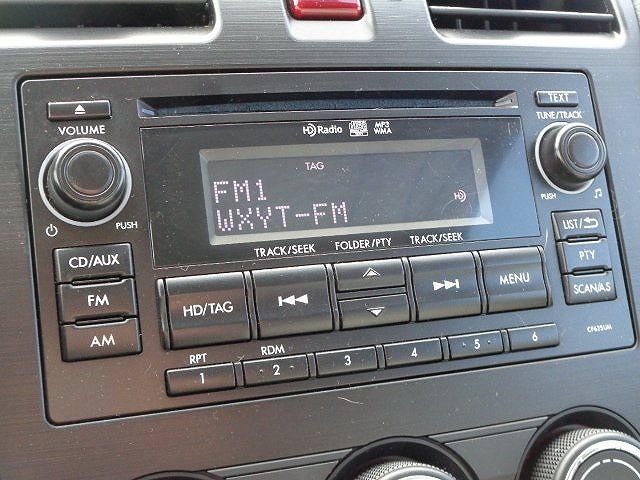 TEXT
VOLUME
HD Radio
MP3
WMA
TUNE/TRACK
TAG
FM1
WXYT-FM
HD
PUSH
PUSH
TRACK/SEEK
FOLDER/PTY
TRACK/SEEK
LIST/
CD/AUX
PTY
FM
HD/TAG
MENU
SCAN/AS
AM
CF635UM
RPT
RDM
1
2
3
4
5
6